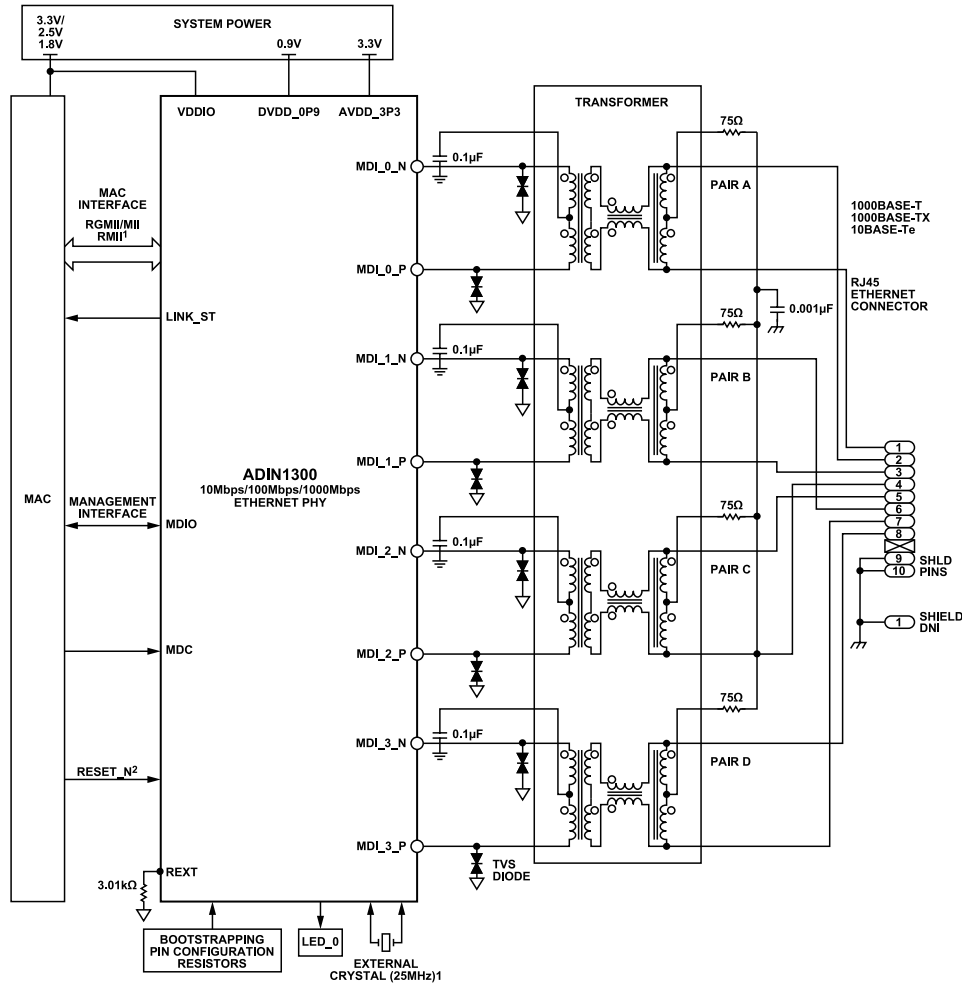 3.3V/
2.5V
1.8V
SYSTEM POWER
0.9V
3.3V
VDDIO
DVDD_0P9
AVDD_3P3
TRANSFORMER
75Ω
MDI_0_N
0.1µF
PAIR A
MAC
INTERFACE
RGMII/MII
RMII1
1000BASE-T
1000BASE-TX
10BASE-Te
MDI_0_P
RJ45
ETHERNET
CONNECTOR
LINK_ST
75Ω
0.001µF
MDI_1_N
0.1µF
PAIR B
MDI_1_P
ADIN1300
10Mbps/100Mbps/1000Mbps
ETHERNET PHY
MAC
MANAGEMENT
INTERFACE
MDIO
1
2
3
4
5
6
7
8
9
10
SHLD
PINS
1
SHIELD
DNI
75Ω
MDI_2_N
0.1µF
PAIR C
MDC
MDI_2_P
75Ω
MDI_3_N
0.1µF
PAIR D
RESET_N2
MDI_3_P
TVS
DIODE
REXT
3.01kΩ
BOOTSTRAPPING
PIN CONFIGURATION
RESISTORS
LED_0
EXTERNAL
CRYSTAL (25MHz)1